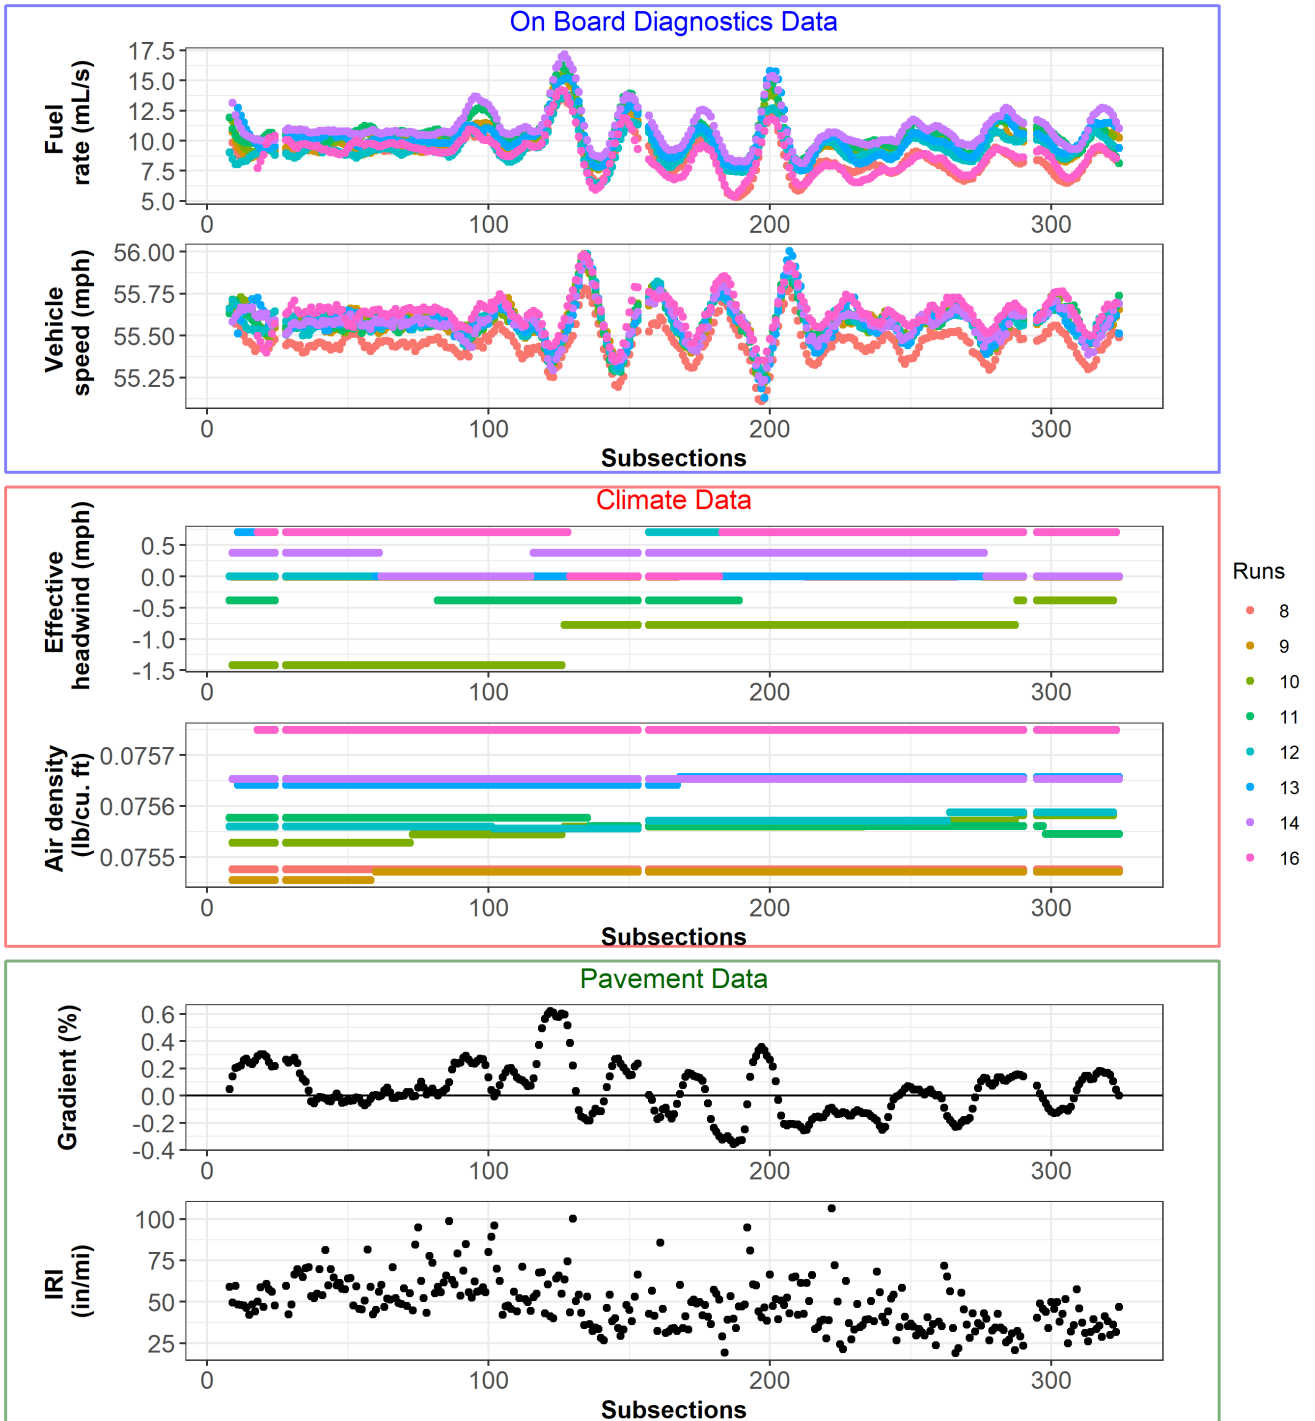 On Board Diagnostics Data
Fuel
rate (mL/s)
17.5
15.0
12.5
10.0
7.5
5.0
0 100 200 300
Vehicle
speed (mph)
56.00
55.75
55.50
55.25
0 100 200 300
Subsections
Climate Data
Effective
headwind (mph)
0.5
0.0
-0.5
-1.0
-1.5
0 100 200 300
Air density
(lb/cu. ft)
0.0757
0.0756
0.0755
0 100 200 300
Subsections
Runs
8
9
10
11
12
13
14
16
Pavement Data
Gradient (%)
0.6
0.4
0.2
0.0
-0.2
-0.4
0 100 200 300
IRI
(in/mi)
100
75
50
25
0 100 200 300
Subsections